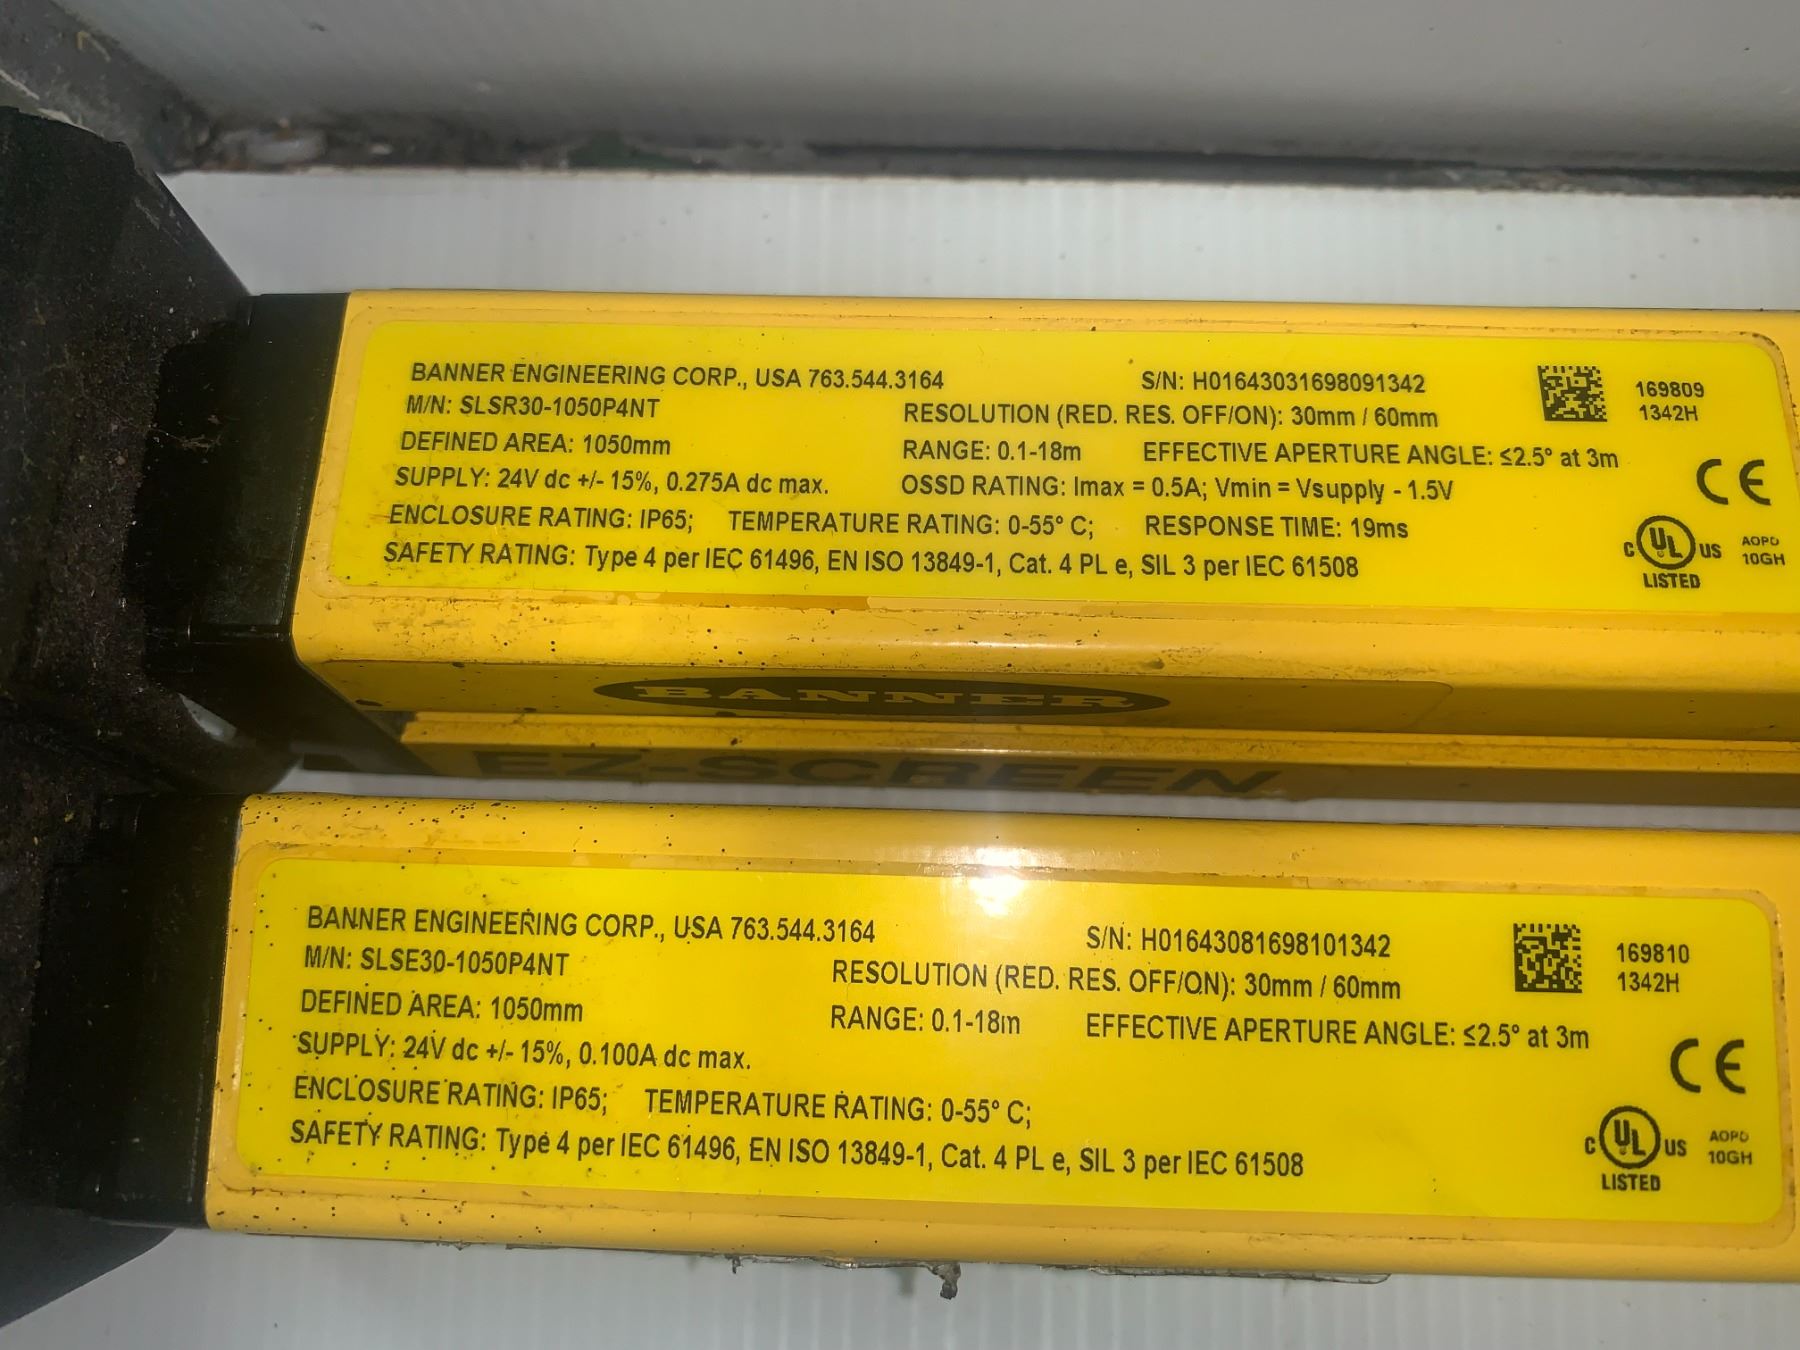 BANNER ENGINEERING CORP., USA 763.544.3164 S/N: H01643031698091342 169809
M/N: SLSR30-1050P4NT RESOLUTION (RED. RES. OFF/ON): 30mm / 60mm 1342H
DEFINED AREA: 1050mm RANGE: 0.1-18m EFFECTIVE APERTURE ANGLE: ≤2.5° at 3m
SUPPLY: 24V dc +/- 15%, 0.275A dc max. OSSD RATING: Imax = 0.5A; Vmin = Vsupply - 1.5V CE
ENCLOSURE RATING: IP65; TEMPERATURE RATING: 0-55° C; RESPONSE TIME: 19ms
SAFETY RATING: Type 4 per IEC 61496, EN ISO 13849-1, Cat. 4 PL e, SIL 3 per IEC 61508
C UL US
LISTED
AOPD
10GH
BANNER
EZ-SCREEN
BANNER ENGINEERING CORP., USA 763.544.3164 S/N: H01643081698101342 169810
M/N: SLSE30-1050P4NT RESOLUTION (RED. RES. OFF/ON): 30mm / 60mm 1342H
DEFINED AREA: 1050mm RANGE: 0.1-18m EFFECTIVE APERTURE ANGLE: ≤2.5° at 3m
SUPPLY: 24V dc +/- 15%, 0.100A dc max. CE
ENCLOSURE RATING: IP65; TEMPERATURE RATING: 0-55° C;
SAFETY RATING: Type 4 per IEC 61496, EN ISO 13849-1, Cat. 4 PL e, SIL 3 per IEC 61508
C UL US
LISTED
AOPD
10GH